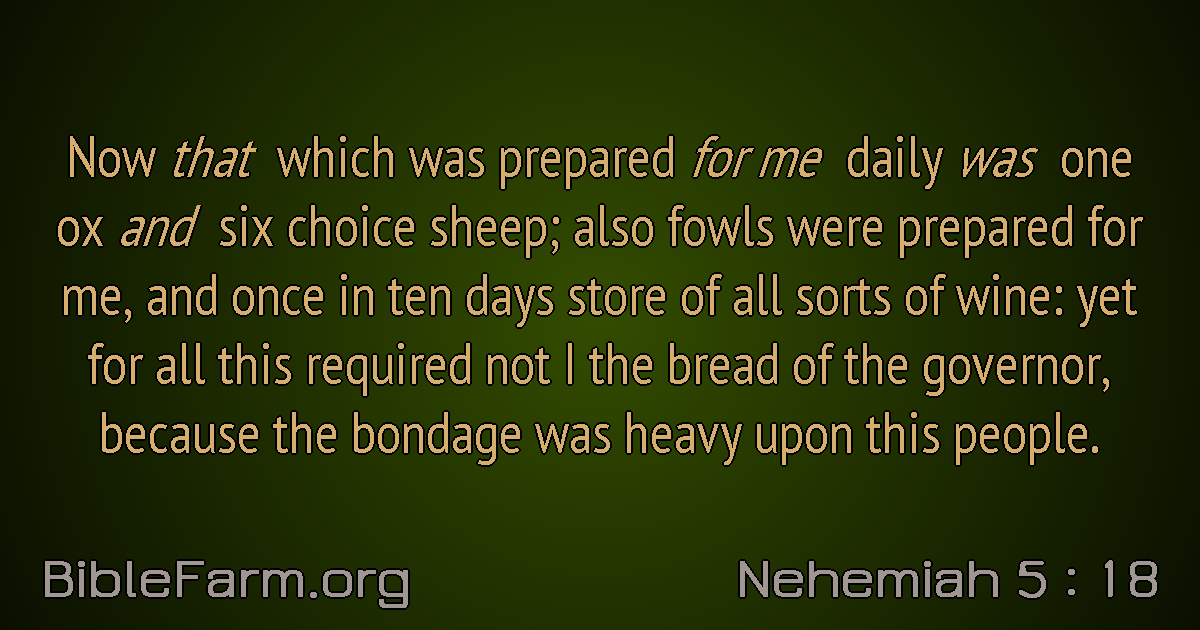 Now that which was prepared for me daily was one
ox and six choice sheep; also fowls were prepared for
me, and once in ten days store of all sorts of wine: yet
for all this required not I the bread of the governor,
because the bondage was heavy upon this people.
BibleFarm.org
Nehemiah 5 : 18